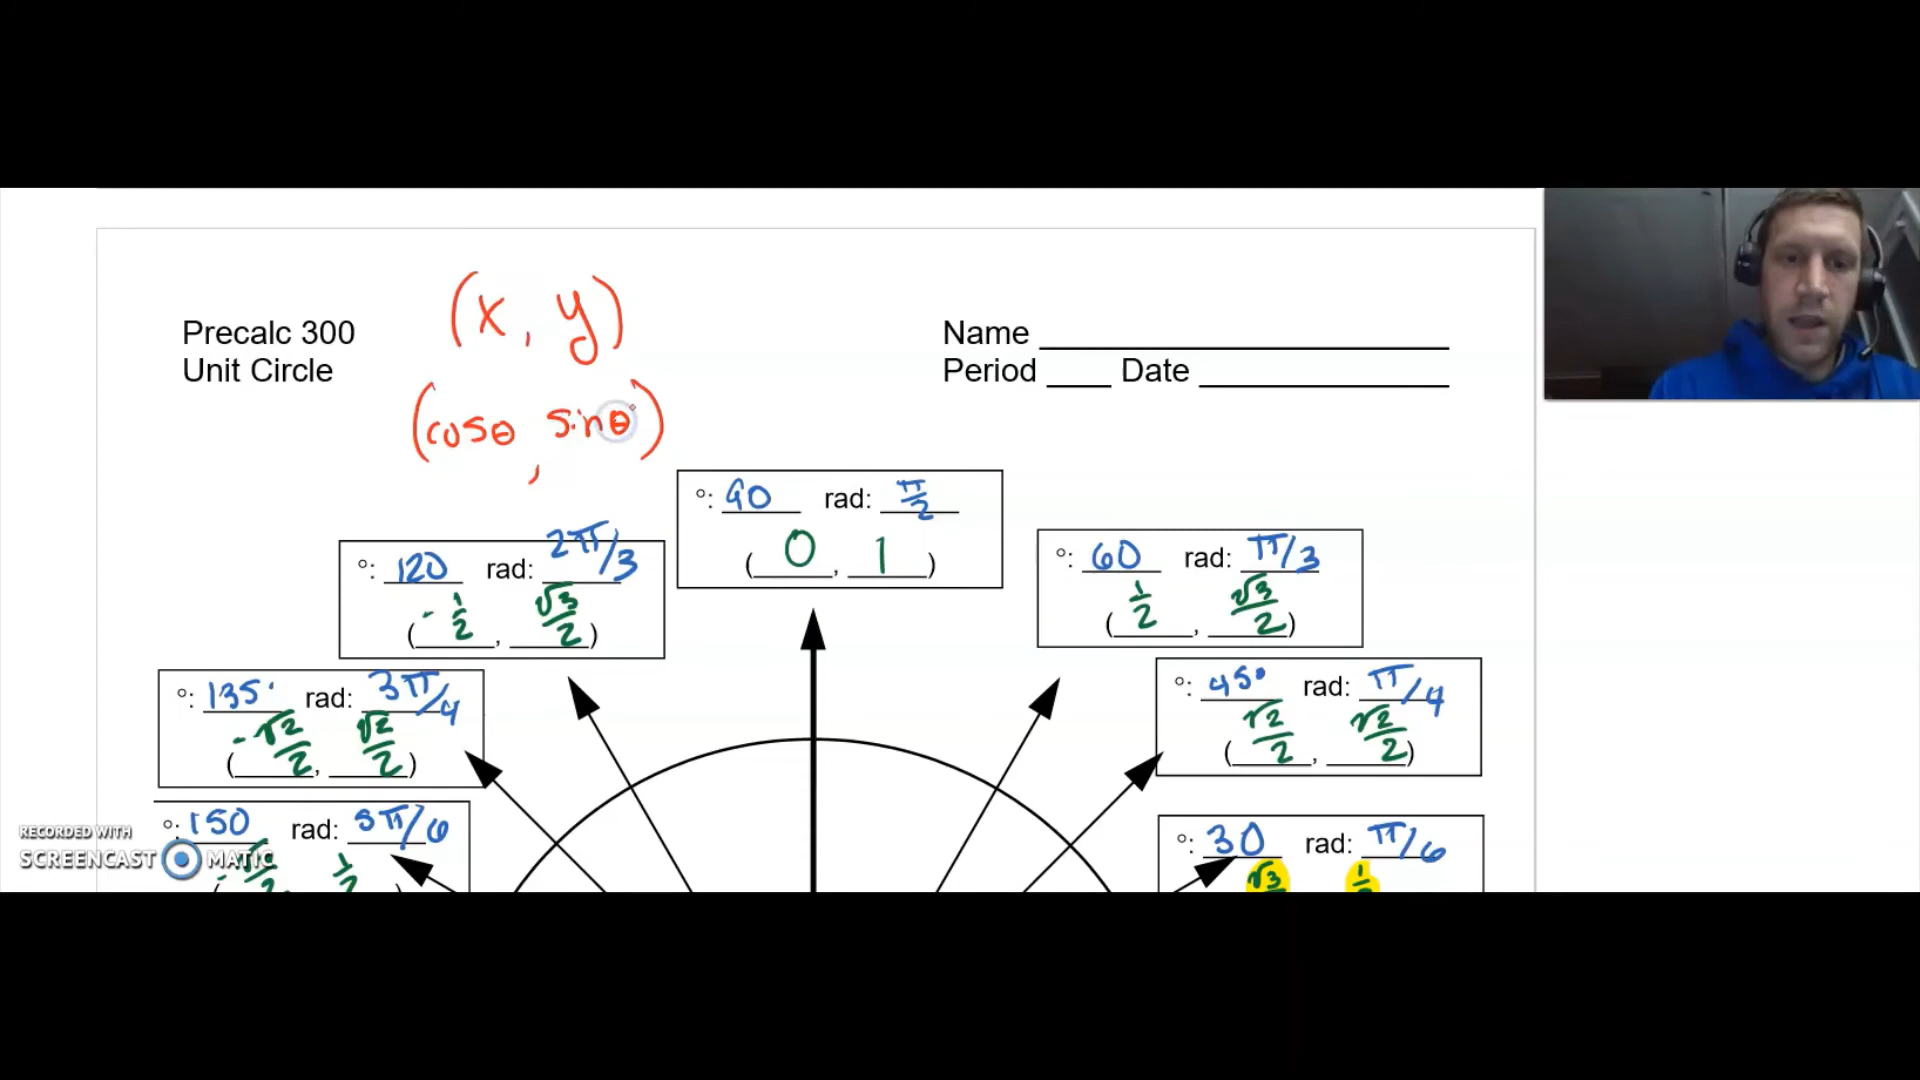 Precalc 300
Unit Circle
(x, y)
(cosθ, sinθ)
Name
Period Date
°: 90 rad: π/2
(0, 1)
°: 120 rad: 2π/3
(-1/2, √3/2)
°: 60 rad: π/3
(1/2, √3/2)
°: 135° rad: 3π/4
(-√2/2, √2/2)
°: 45° rad: π/4
(√2/2, √2/2)
°: 150 rad: 5π/6
°: 30 rad: π/6
RECORDED WITH
SCREENCAST MATIC